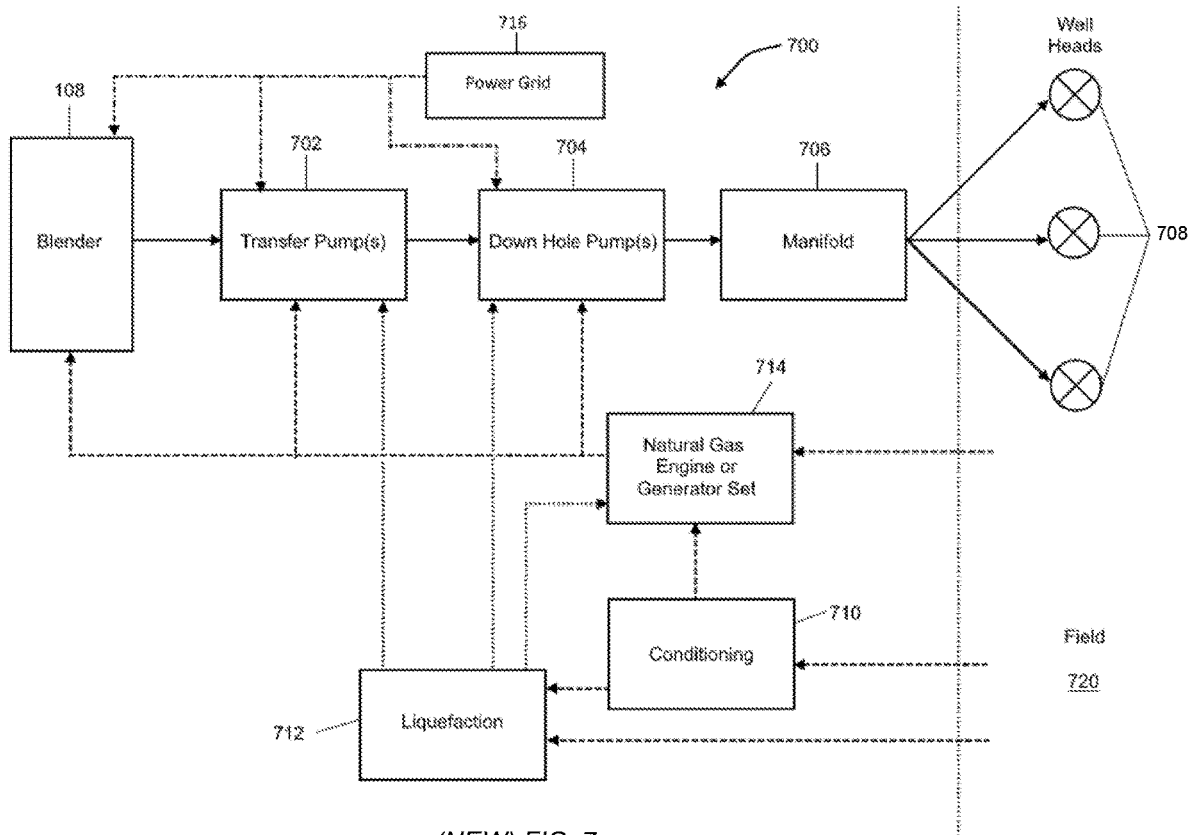 716
Power Grid
700
Well
Heads
108
Blender
702
Transfer Pump(s)
704
Down Hole Pump(s)
706
Manifold
708
714
Natural Gas
Engine or
Generator Set
710
Conditioning
712
Liquefaction
Field
720
(NEW) FIG. 7